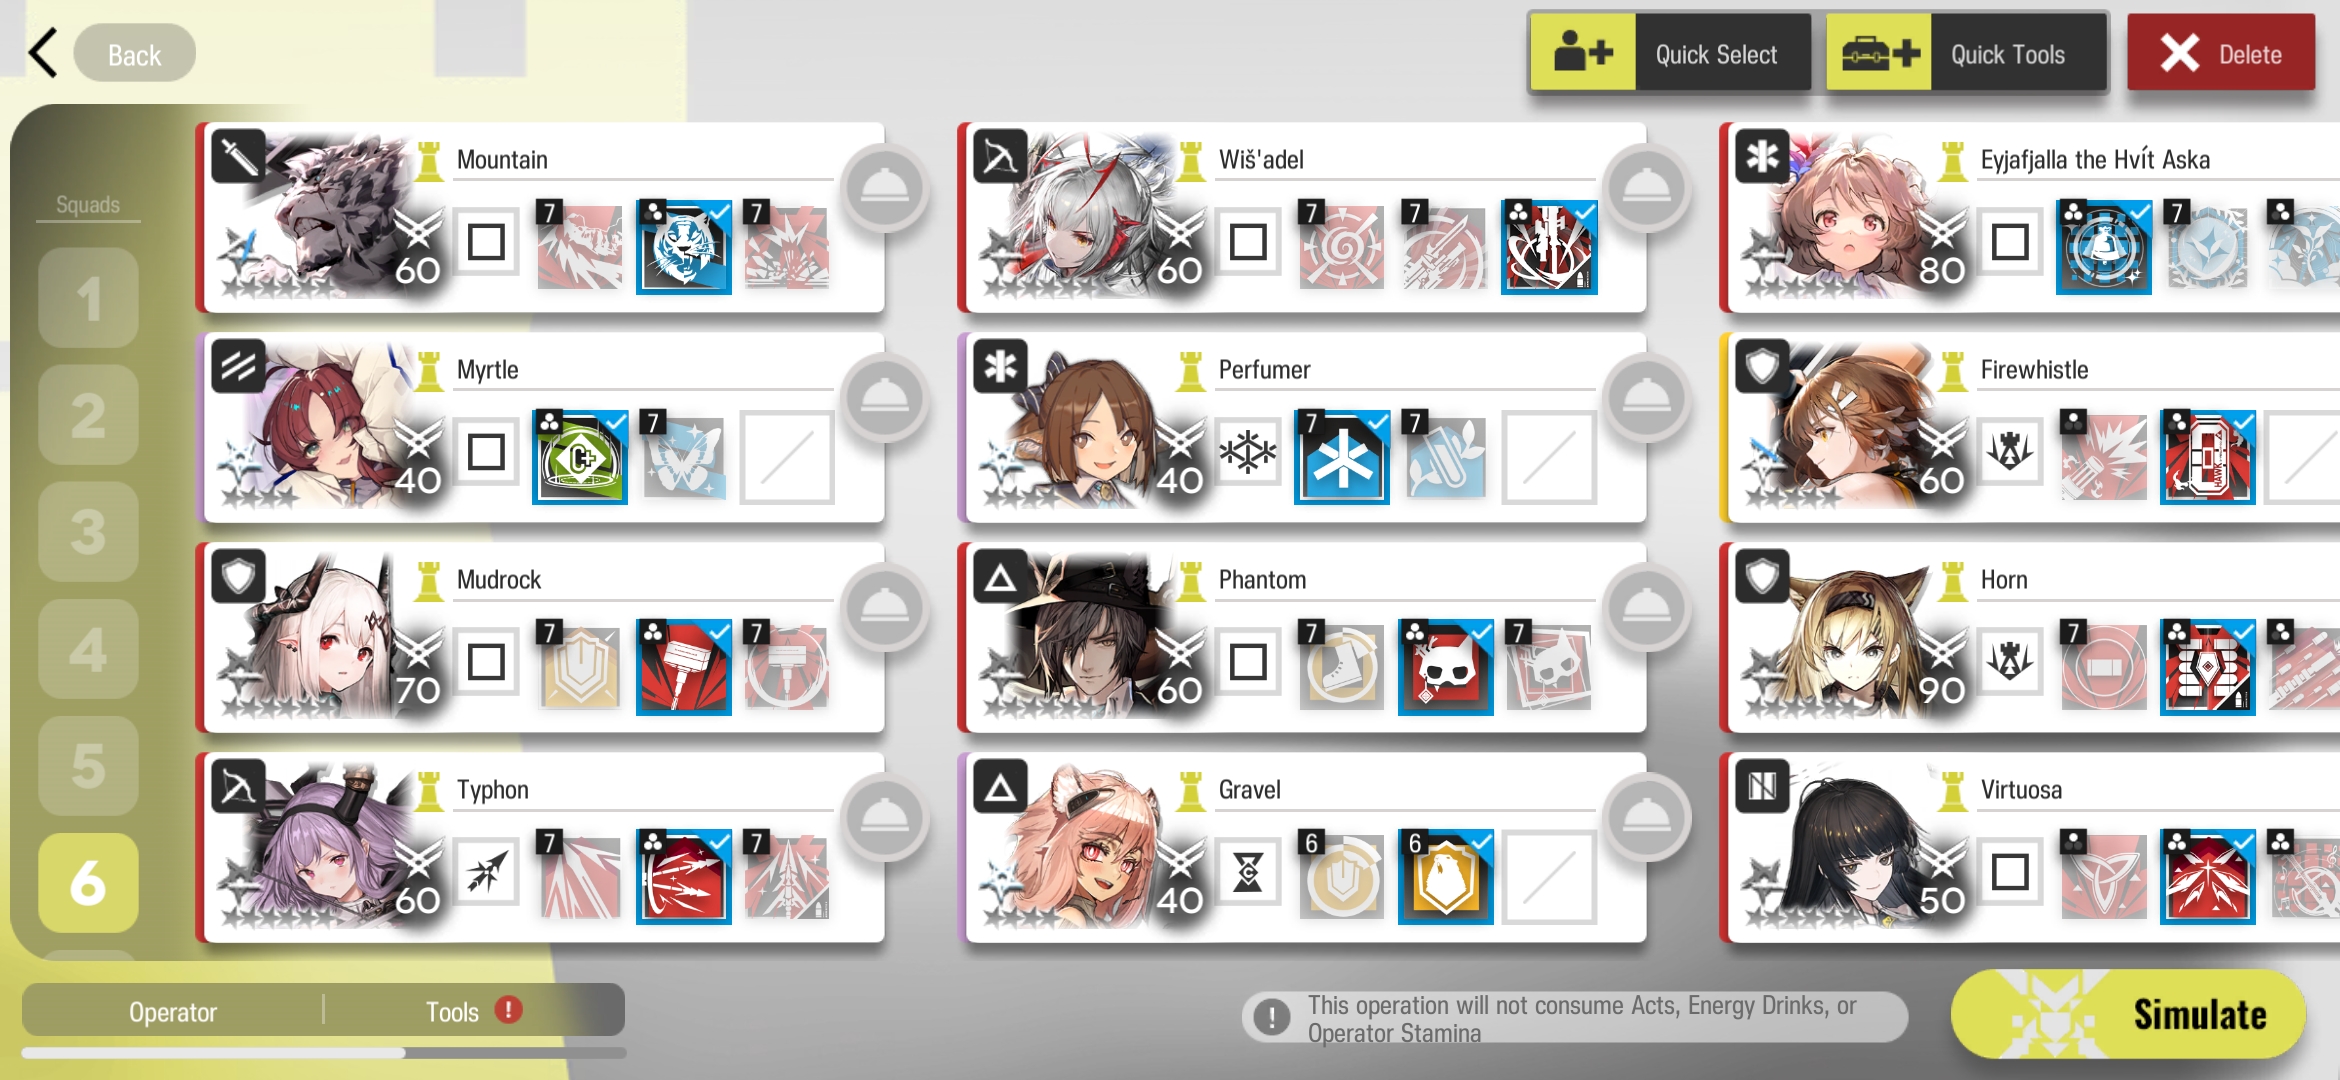 Back
Quick Select
Quick Tools
Delete
Squads
1
2
3
4
5
6
Mountain
60
7
7
Wiš'adel
60
7
7
Eyjafjalla the Hvít Aska
80
7
Myrtle
40
7
Perfumer
40
7
7
Firewhistle
60
Mudrock
70
7
7
Phantom
60
7
7
Horn
90
7
Typhon
60
7
7
Gravel
40
6
6
Virtuosa
50
Operator
Tools
!
!
This operation will not consume Acts, Energy Drinks, or
Operator Stamina
Simulate